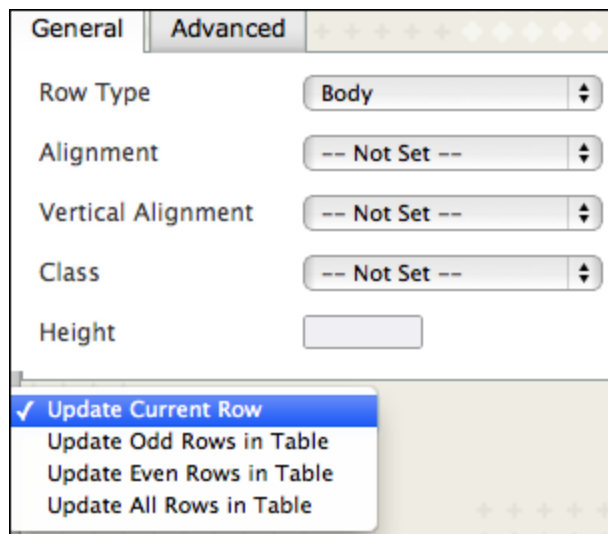 General Advanced
Row Type Body
Alignment -- Not Set --
Vertical Alignment -- Not Set --
Class -- Not Set --
Height
✓ Update Current Row
Update Odd Rows in Table
Update Even Rows in Table
Update All Rows in Table